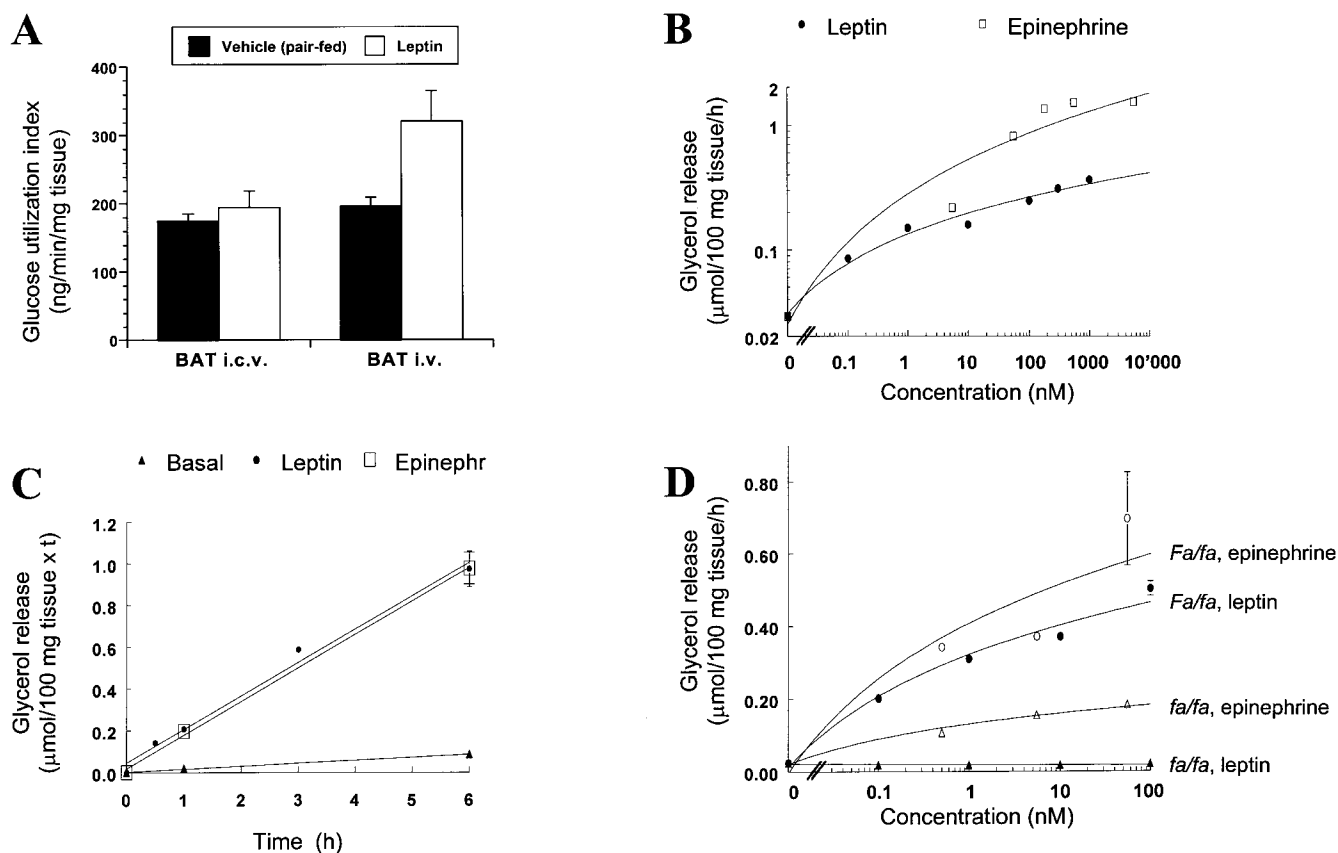 A
Vehicle (pair-fed) Leptin
Glucose utilization index
(ng/min/mg tissue)
400
300
200
100
0
BAT i.c.v. BAT i.v.
B
Leptin Epinephrine
Glycerol release
(μmol/100 mg tissue/h)
2
1
0.1
0.02
0 0.1 1 10 100 1000 10'000
Concentration (nM)
C
Basal Leptin Epinephr
Glycerol release
(μmol/100 mg tissue x t)
1.2
1.0
0.8
0.6
0.4
0.2
0.0
0 1 2 3 4 5 6
Time (h)
D
Glycerol release
(μmol/100 mg tissue/h)
0.80
0.60
0.40
0.20
0.00
Fa/fa, epinephrine
Fa/fa, leptin
fa/fa, epinephrine
fa/fa, leptin
0 0.1 1 10 100
Concentration (nM)